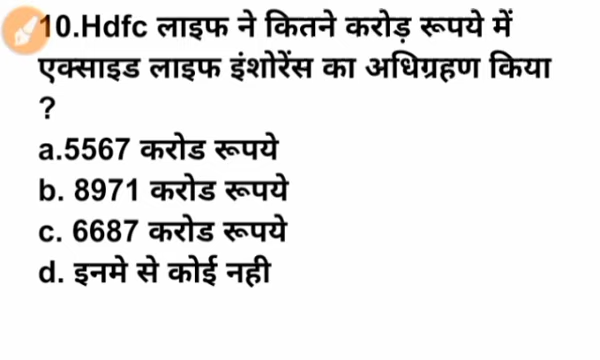 10.Hdfc लाइफ ने कितने करोड़ रूपये में
एक्साइड लाइफ इंशोरेंस का अधिग्रहण किया
?
a.5567 करोड रूपये
b. 8971 करोड रूपये
c. 6687 करोड रूपये
d. इनमे से कोई नही